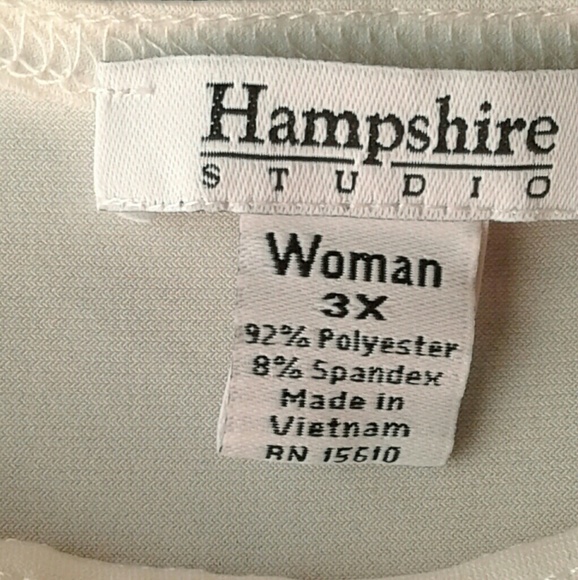 Hampshire
STUDIO
Woman
3X
92% Polyester
8% Spandex
Made in
Vietnam
RN 15610